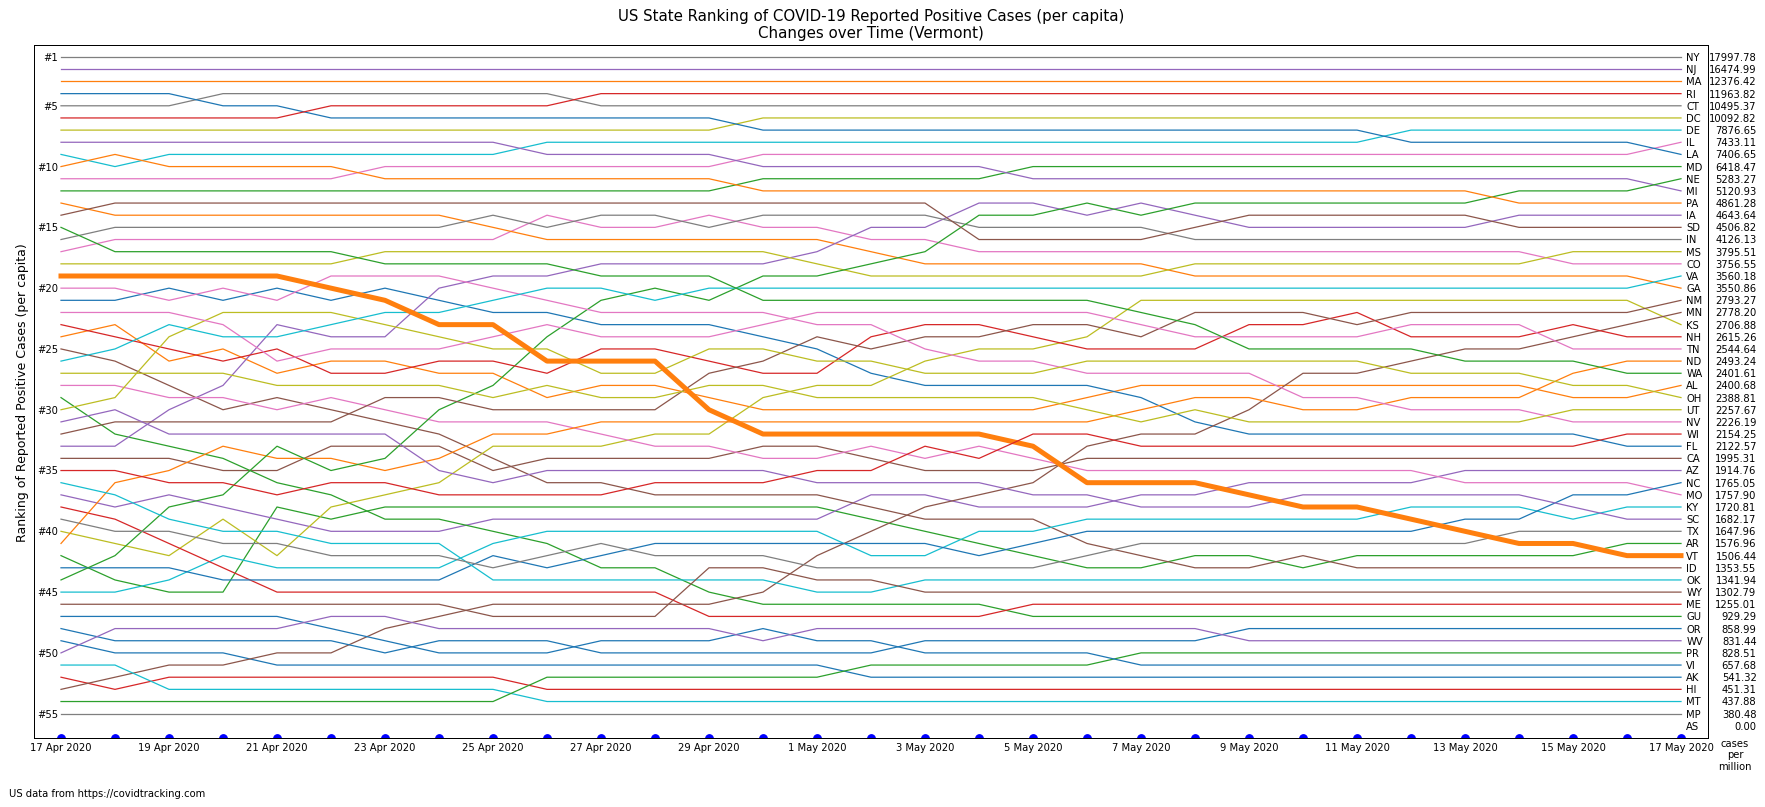 US State Ranking of COVID-19 Reported Positive Cases (per capita)
Changes over Time (Vermont)
Ranking of Reported Positive Cases (per capita)
#1
#5
#10
#15
#20
#25
#30
#35
#40
#45
#50
#55
NY 17997.78
NJ 16474.99
MA 12376.42
RI 11963.82
CT 10495.37
DC 10092.82
DE 7876.65
IL 7433.11
LA 7406.65
MD 6418.47
NE 5283.27
MI 5120.93
PA 4861.28
IA 4643.64
SD 4506.82
IN 4126.13
MS 3795.51
CO 3756.55
VA 3560.18
GA 3550.86
NM 2793.27
MN 2778.20
KS 2706.88
NH 2615.26
TN 2544.64
ND 2493.24
WA 2401.61
AL 2400.68
OH 2388.81
UT 2257.67
NV 2226.19
WI 2154.25
FL 2122.57
CA 1995.31
AZ 1914.76
NC 1765.05
MO 1757.90
KY 1720.81
SC 1682.17
TX 1647.96
AR 1576.96
VT 1506.44
ID 1353.55
OK 1341.94
WY 1302.79
ME 1255.01
GU 929.29
OR 858.99
WV 831.44
PR 828.51
VI 657.68
AK 541.32
HI 451.31
MT 437.88
MP 380.48
AS 0.00
17 Apr 2020 19 Apr 2020 21 Apr 2020 23 Apr 2020 25 Apr 2020 27 Apr 2020 29 Apr 2020 1 May 2020 3 May 2020 5 May 2020 7 May 2020 9 May 2020 11 May 2020 13 May 2020 15 May 2020 17 May 2020
cases
per
million
US data from https://covidtracking.com